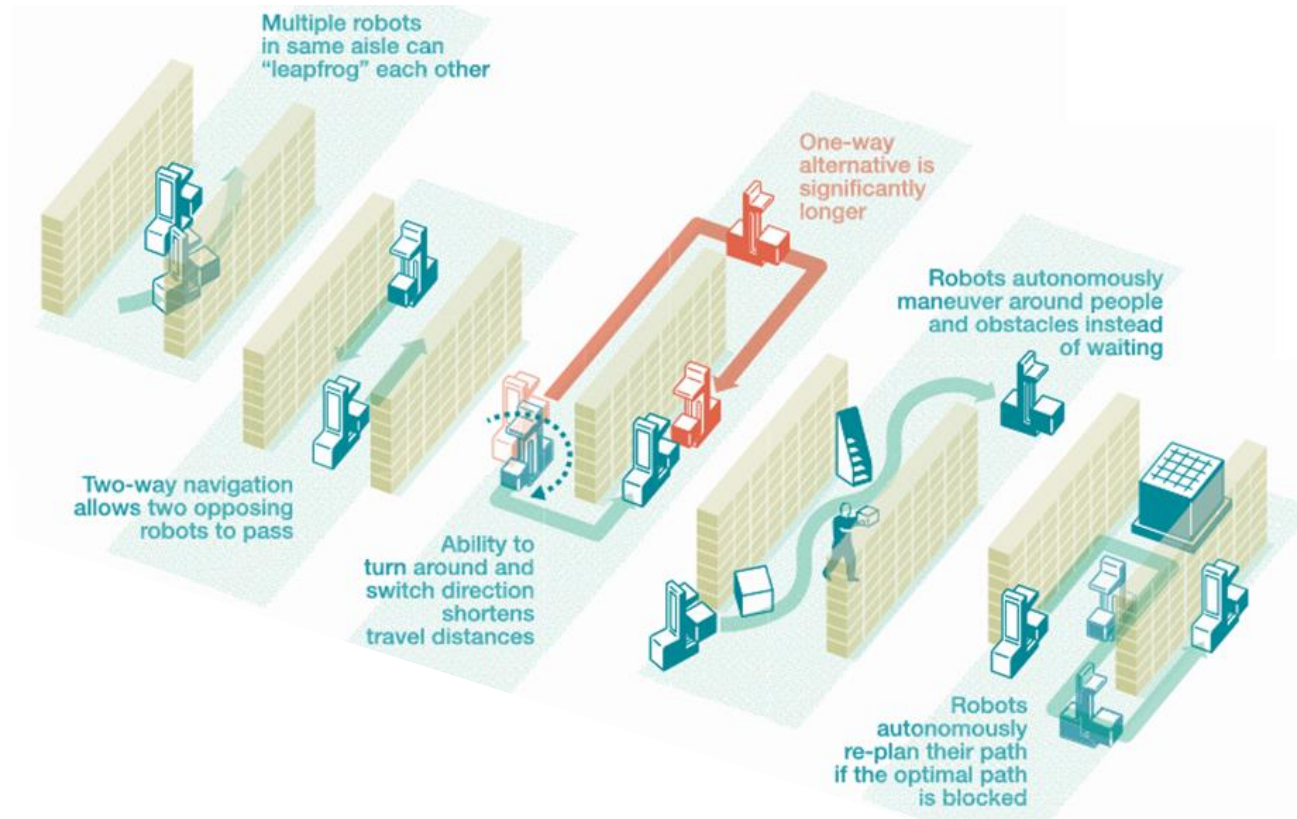 Multiple robots
in same aisle can
“leapfrog” each other
One-way
alternative is
significantly
longer
Robots autonomously
maneuver around people
and obstacles instead
of waiting
Two-way navigation
allows two opposing
robots to pass
Ability to
turn around and
switch direction
shortens
travel distances
Robots
autonomously
re-plan their path
if the optimal path
is blocked